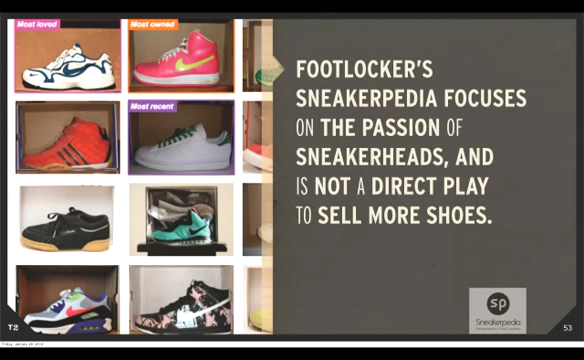 Most loved
Most owned
Most recent
FOOTLOCKER'S
SNEAKERPEDIA FOCUSES
ON THE PASSION OF
SNEAKERHEADS, AND
IS NOT A DIRECT PLAY
TO SELL MORE SHOES.
sp
Sneakerpedia
T2
53